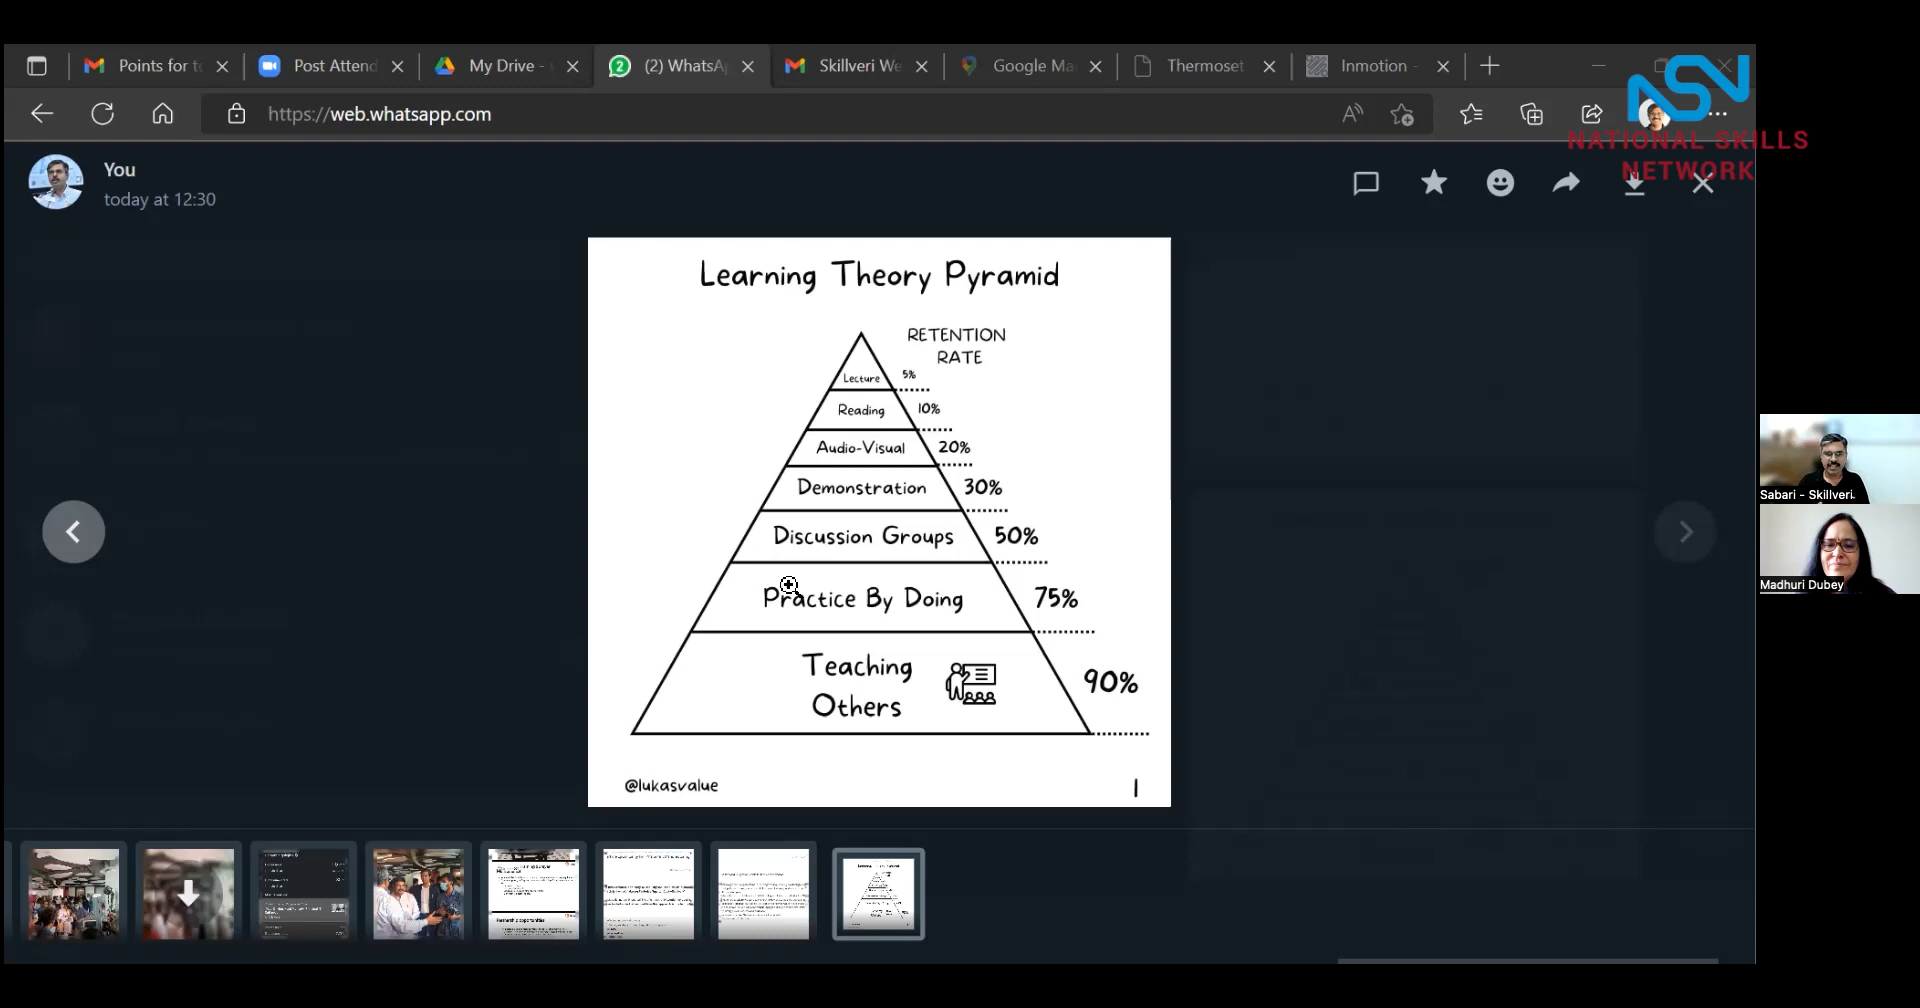 Points for t
Post Attend
My Drive -
(2) WhatsA
Skillveri We
Google Ma
Thermoset
Inmotion -
https://web.whatsapp.com
NATIONAL SKILLS
NETWORK
You
today at 12:30
Learning Theory Pyramid
RETENTION
RATE
Lecture 5%
Reading 10%
Audio-Visual 20%
Demonstration 30%
Discussion Groups 50%
Practice By Doing 75%
Teaching
Others
90%
@lukasvalue
1
Sabari - Skillveri
Madhuri Dubey